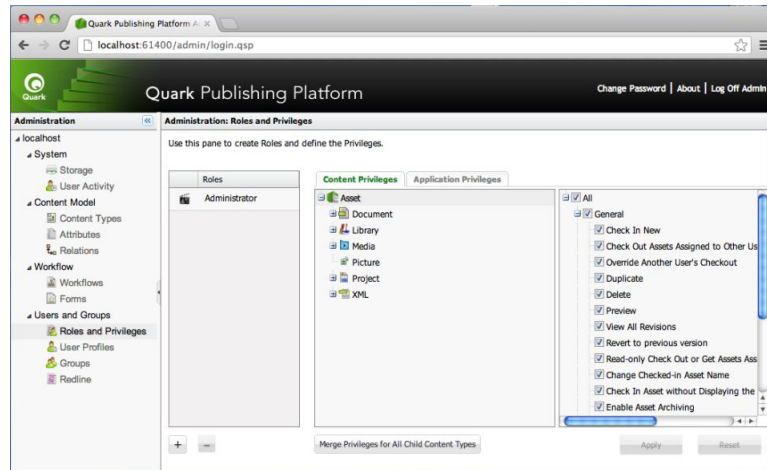 Quark Publishing Platform A
localhost:61400/admin/login.qsp
Quark
Quark Publishing Platform
Change Password | About | Log Off Admin
Administration
Administration: Roles and Privileges
localhost
System
Storage
User Activity
Content Model
Content Types
Attributes
Relations
Workflow
Workflows
Forms
Users and Groups
Roles and Privileges
User Profiles
Groups
Redline
Use this pane to create Roles and define the Privileges.
Roles
Administrator
Content Privileges
Application Privileges
Asset
Document
Library
Media
Picture
Project
XML
All
General
Check In New
Check Out Assets Assigned to Other Us
Override Another User's Checkout
Duplicate
Delete
Preview
View All Revisions
Revert to previous version
Read-only Check Out or Get Assets Ass
Change Checked-in Asset Name
Check In Asset without Displaying the
Enable Asset Archiving
+
-
Merge Privileges for All Child Content Types
Apply
Reset